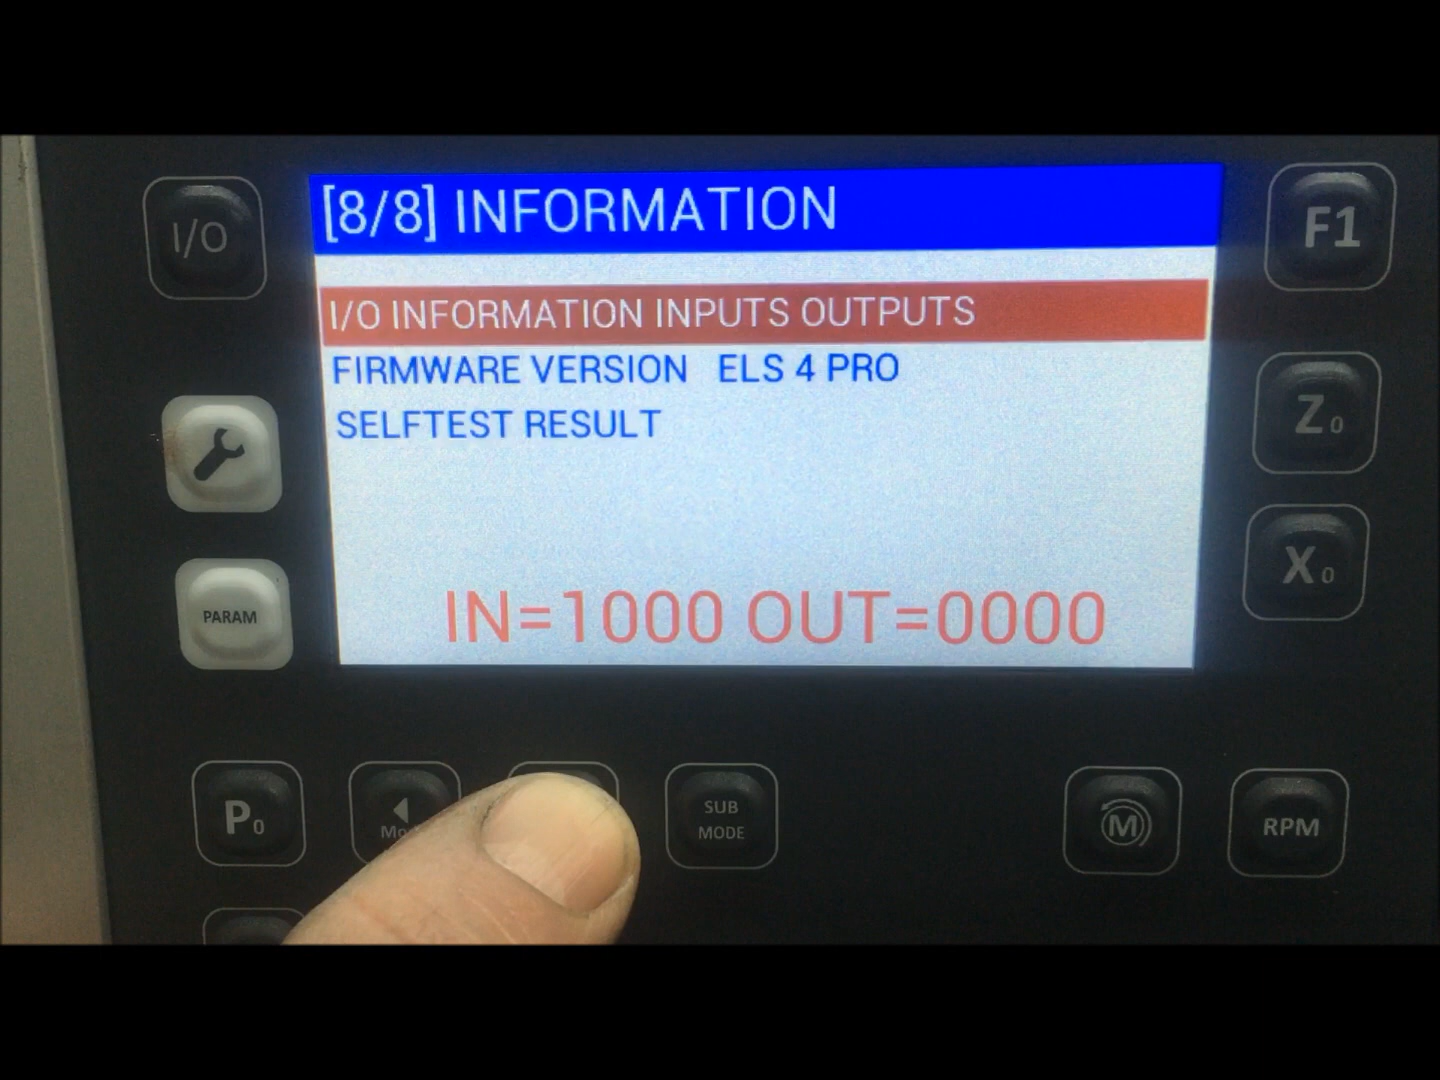 I/O
[8/8] INFORMATION
F1
I/O INFORMATION INPUTS OUTPUTS
FIRMWARE VERSION ELS 4 PRO
SELFTEST RESULT
Z0
X0
PARAM
IN=1000 OUT=0000
P0
SUB
MODE
M
RPM